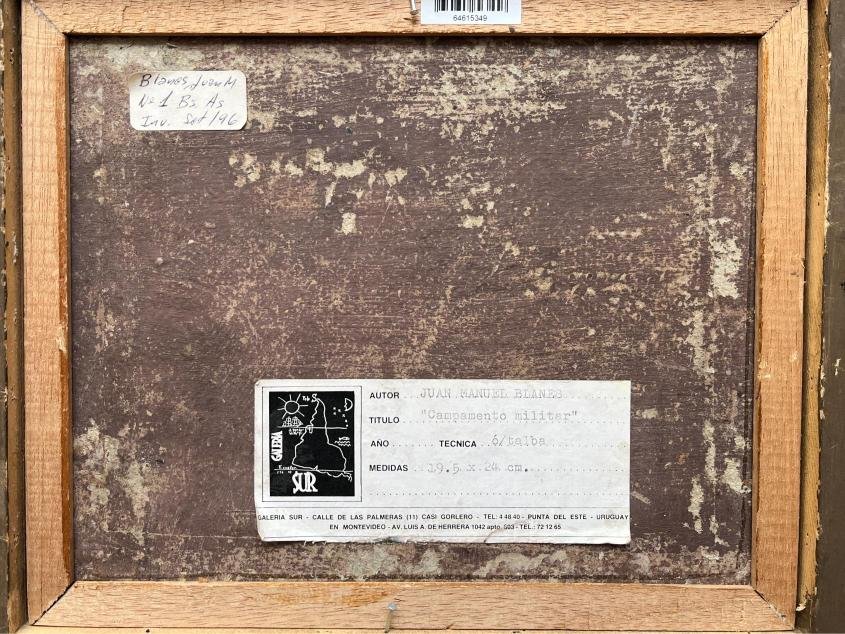 64615349
Blanes, Juan M
No 1 Bs. As
Inv. Set/96
GALERIA
SUR
AUTOR JUAN MANUEL BLANES
TITULO "Campamento militar"
AÑO TECNICA ó/talba
MEDIDAS 19.5 x 24 cm.
GALERIA SUR - CALLE DE LAS PALMERAS (11) CASI GORLERO - TEL: 4 48 40 - PUNTA DEL ESTE - URUGUAY
EN MONTEVIDEO - AV. LUIS A. DE HERRERA 1042 apto. 503 - TEL.: 72 12 65